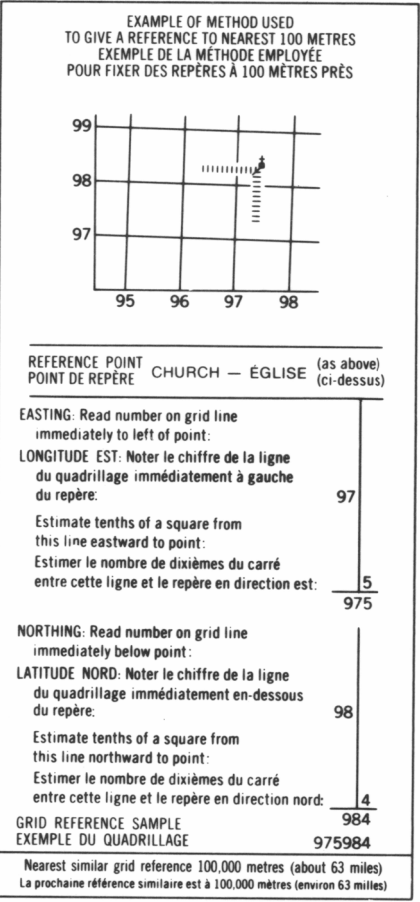 EXAMPLE OF METHOD USED
TO GIVE A REFERENCE TO NEAREST 100 METRES
EXEMPLE DE LA MÉTHODE EMPLOYÉE
POUR FIXER DES REPÈRES À 100 MÈTRES PRÈS
99
98
97
95 96 97 98
REFERENCE POINT
POINT DE REPÈRE
CHURCH — ÉGLISE
(as above)
(ci-dessus)
EASTING: Read number on grid line
immediately to left of point:
LONGITUDE EST: Noter le chiffre de la ligne
du quadrillage immédiatement à gauche
du repère: 97
Estimate tenths of a square from
this line eastward to point:
Estimer le nombre de dixièmes du carré
entre cette ligne et le repère en direction est: 5
975
NORTHING: Read number on grid line
immediately below point:
LATITUDE NORD: Noter le chiffre de la ligne
du quadrillage immédiatement en-dessous
du repère: 98
Estimate tenths of a square from
this line northward to point:
Estimer le nombre de dixièmes du carré
entre cette ligne et le repère en direction nord: 4
GRID REFERENCE SAMPLE 984
EXEMPLE DU QUADRILLAGE 975984
Nearest similar grid reference 100,000 metres (about 63 miles)
La prochaine référence similaire est à 100,000 mètres (environ 63 milles)